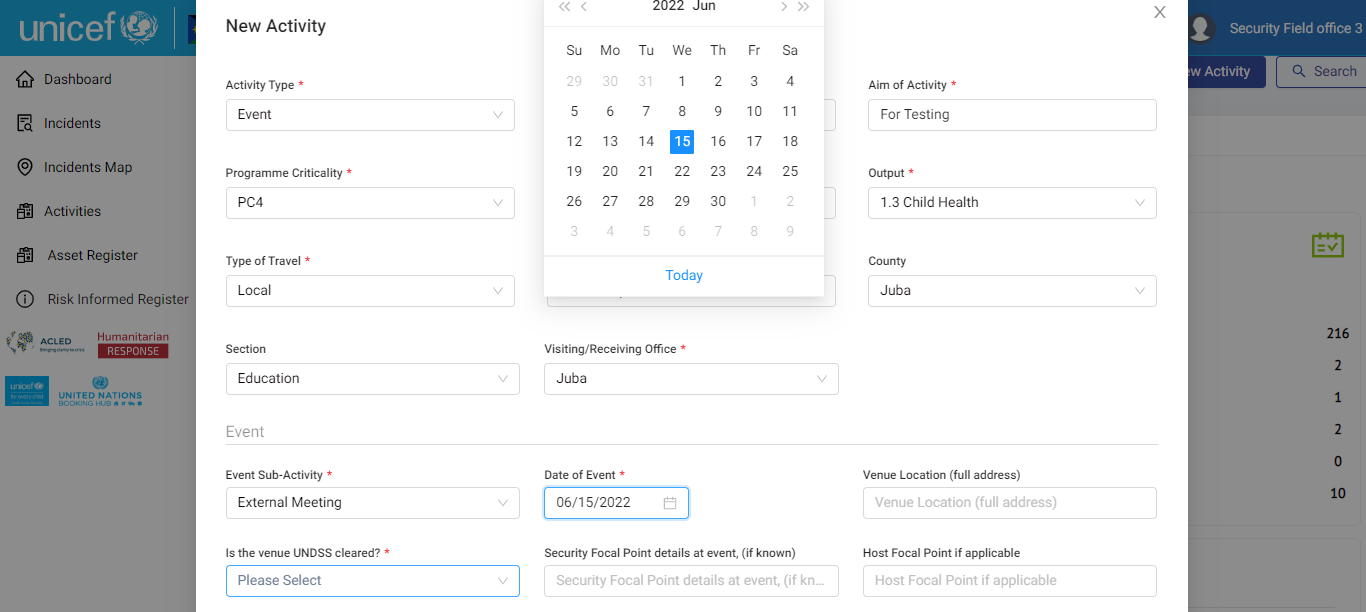 unicef
New Activity
2022 Jun
Security Field office 3
Dashboard
Incidents
Incidents Map
Activities
Asset Register
Risk Informed Register
ACLED
Humanitarian
RESPONSE
unicef
UNITED NATIONS
BOOKING HUB
Su Mo Tu We Th Fr Sa
29 30 31 1 2 3 4
5 6 7 8 9 10 11
12 13 14 15 16 17 18
19 20 21 22 23 24 25
26 27 28 29 30 1 2
3 4 5 6 7 8 9
Today
Activity Type *
Event
Aim of Activity *
For Testing
ew Activity
Search
Programme Criticality *
PC4
Output *
1.3 Child Health
Type of Travel *
Local
County
Juba
Section
Education
Visiting/Receiving Office *
Juba
216
2
1
2
0
10
Event
Event Sub-Activity *
External Meeting
Date of Event *
06/15/2022
Venue Location (full address)
Venue Location (full address)
Is the venue UNDSS cleared? *
Please Select
Security Focal Point details at event, (if known)
Security Focal Point details at event, (if kn...
Host Focal Point if applicable
Host Focal Point if applicable